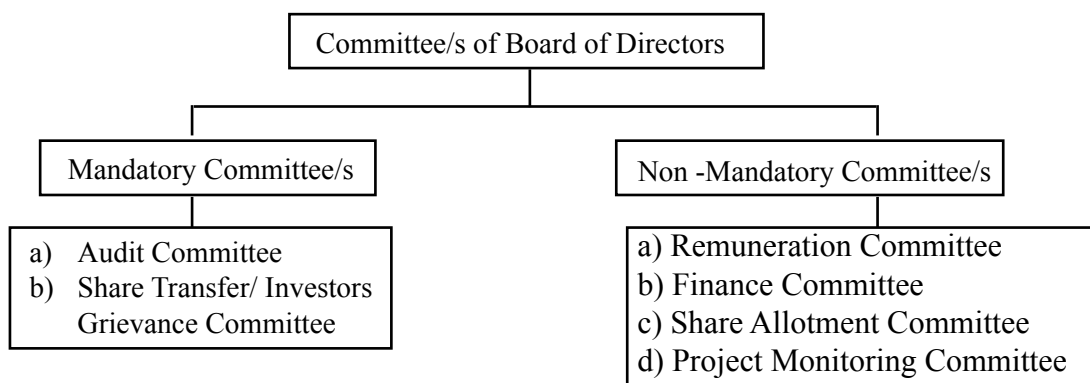 Committee/s of Board of Directors
Mandatory Committee/s
Non -Mandatory Committee/s
a) Audit Committee
b) Share Transfer/ Investors
Grievance Committee
a) Remuneration Committee
b) Finance Committee
c) Share Allotment Committee
d) Project Monitoring Committee